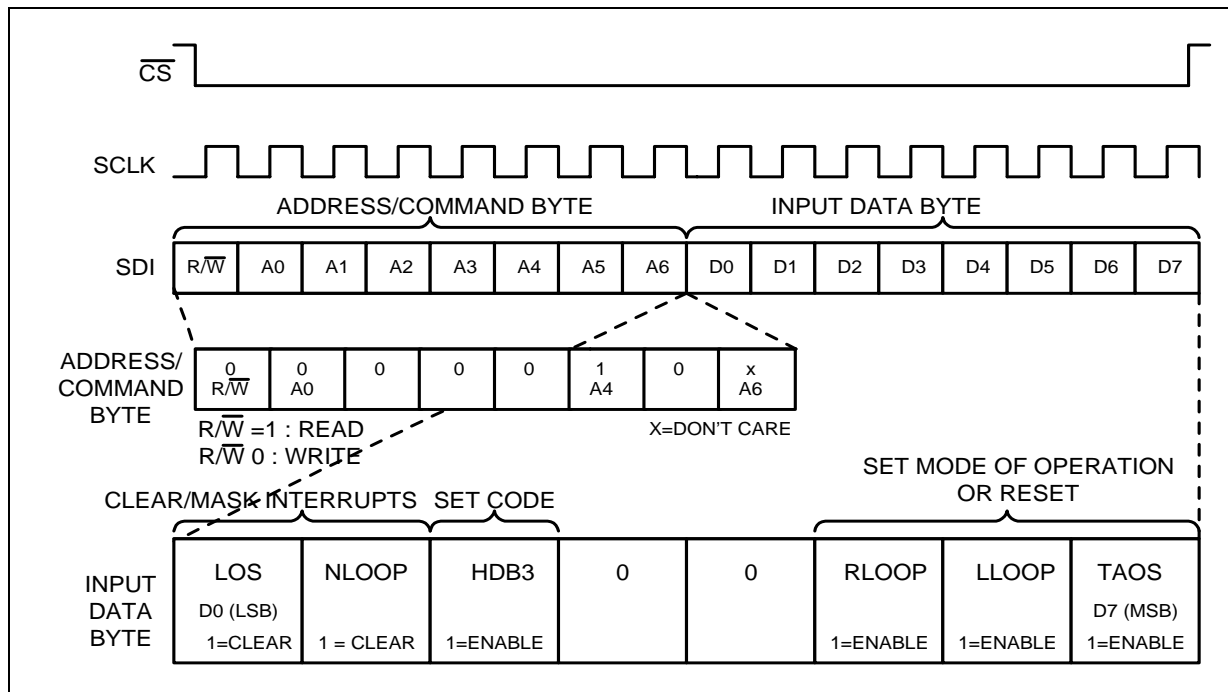 CS
SCLK
ADDRESS/COMMAND BYTE INPUT DATA BYTE
SDI R/W A0 A1 A2 A3 A4 A5 A6 D0 D1 D2 D3 D4 D5 D6 D7
ADDRESS/
COMMAND
BYTE
0 0 0 0 0 1 0 x
R/W A0 A4 A6
R/W =1 : READ X=DON'T CARE
R/W 0 : WRITE
SET MODE OF OPERATION
OR RESET
CLEAR/MASK INTERRUPTS SET CODE
INPUT
DATA
BYTE
LOS NLOOP HDB3 0 0 RLOOP LLOOP TAOS
D0 (LSB) D7 (MSB)
1=CLEAR 1 = CLEAR 1=ENABLE 1=ENABLE 1=ENABLE 1=ENABLE